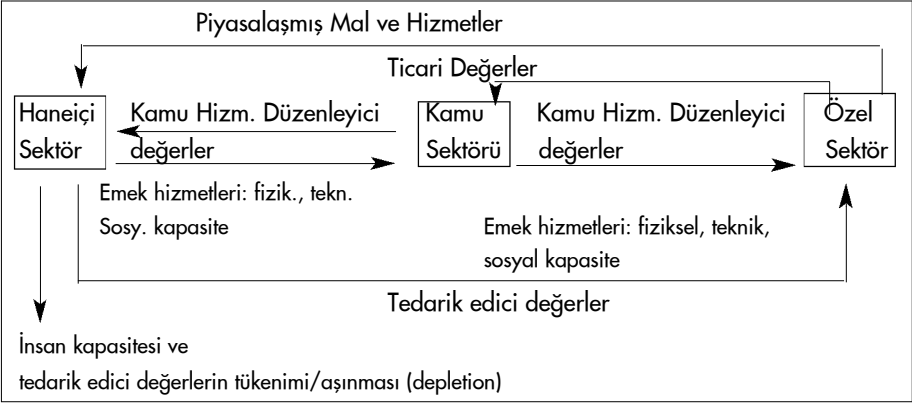 Piyasalaşmış Mal ve Hizmetler
Ticari Değerler
Haneiçi
Sektör
Kamu Hizm. Düzenleyici
değerler
Kamu
Sektörü
Kamu Hizm. Düzenleyici
değerler
Özel
Sektör
Emek hizmetleri: fizik., tekn.
Sosy. kapasite
Emek hizmetleri: fiziksel, teknik,
sosyal kapasite
Tedarik edici değerler
İnsan kapasitesi ve
tedarik edici değerlerin tükenimi/aşınması (depletion)